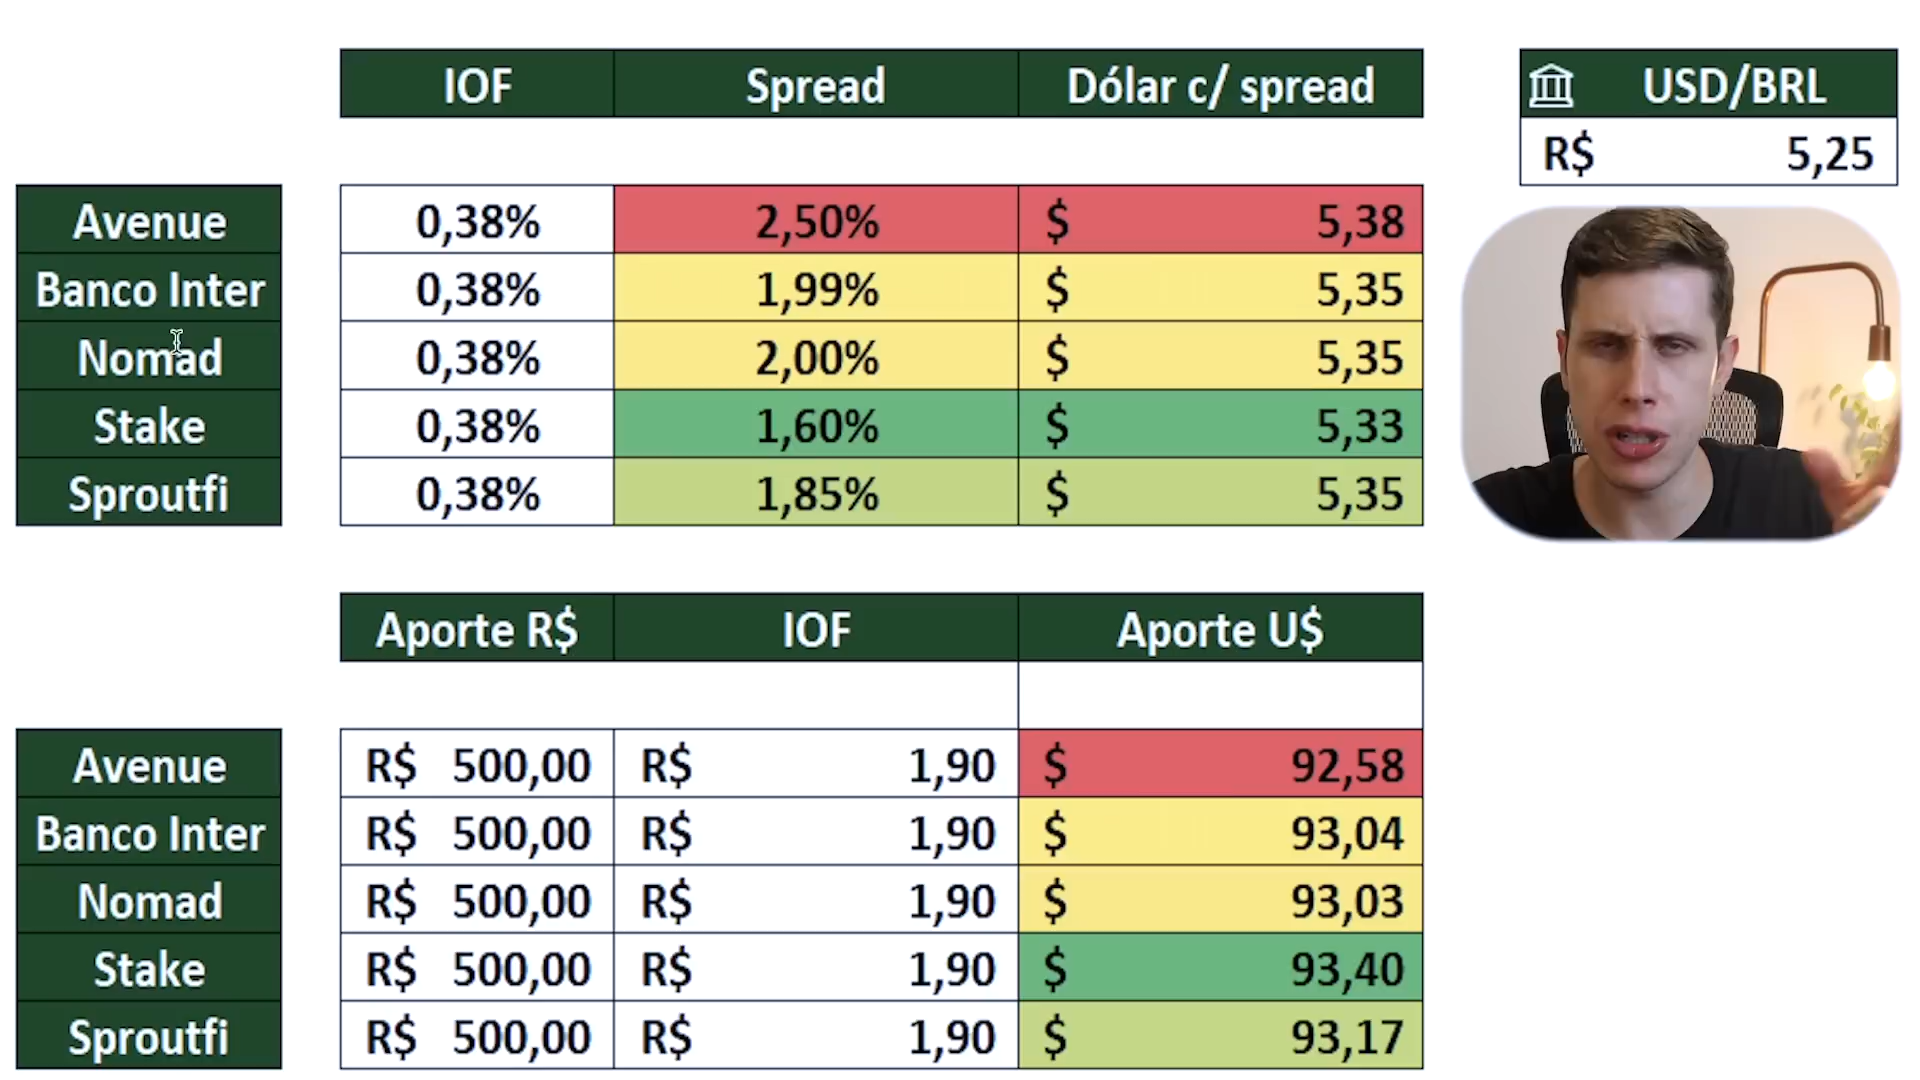 IOF Spread Dólar c/ spread USD/BRL
R$ 5,25
Avenue 0,38% 2,50% $ 5,38
Banco Inter 0,38% 1,99% $ 5,35
Nomad 0,38% 2,00% $ 5,35
Stake 0,38% 1,60% $ 5,33
Sproutfi 0,38% 1,85% $ 5,35
Aporte R$ IOF Aporte U$
Avenue R$ 500,00 R$ 1,90 $ 92,58
Banco Inter R$ 500,00 R$ 1,90 $ 93,04
Nomad R$ 500,00 R$ 1,90 $ 93,03
Stake R$ 500,00 R$ 1,90 $ 93,40
Sproutfi R$ 500,00 R$ 1,90 $ 93,17